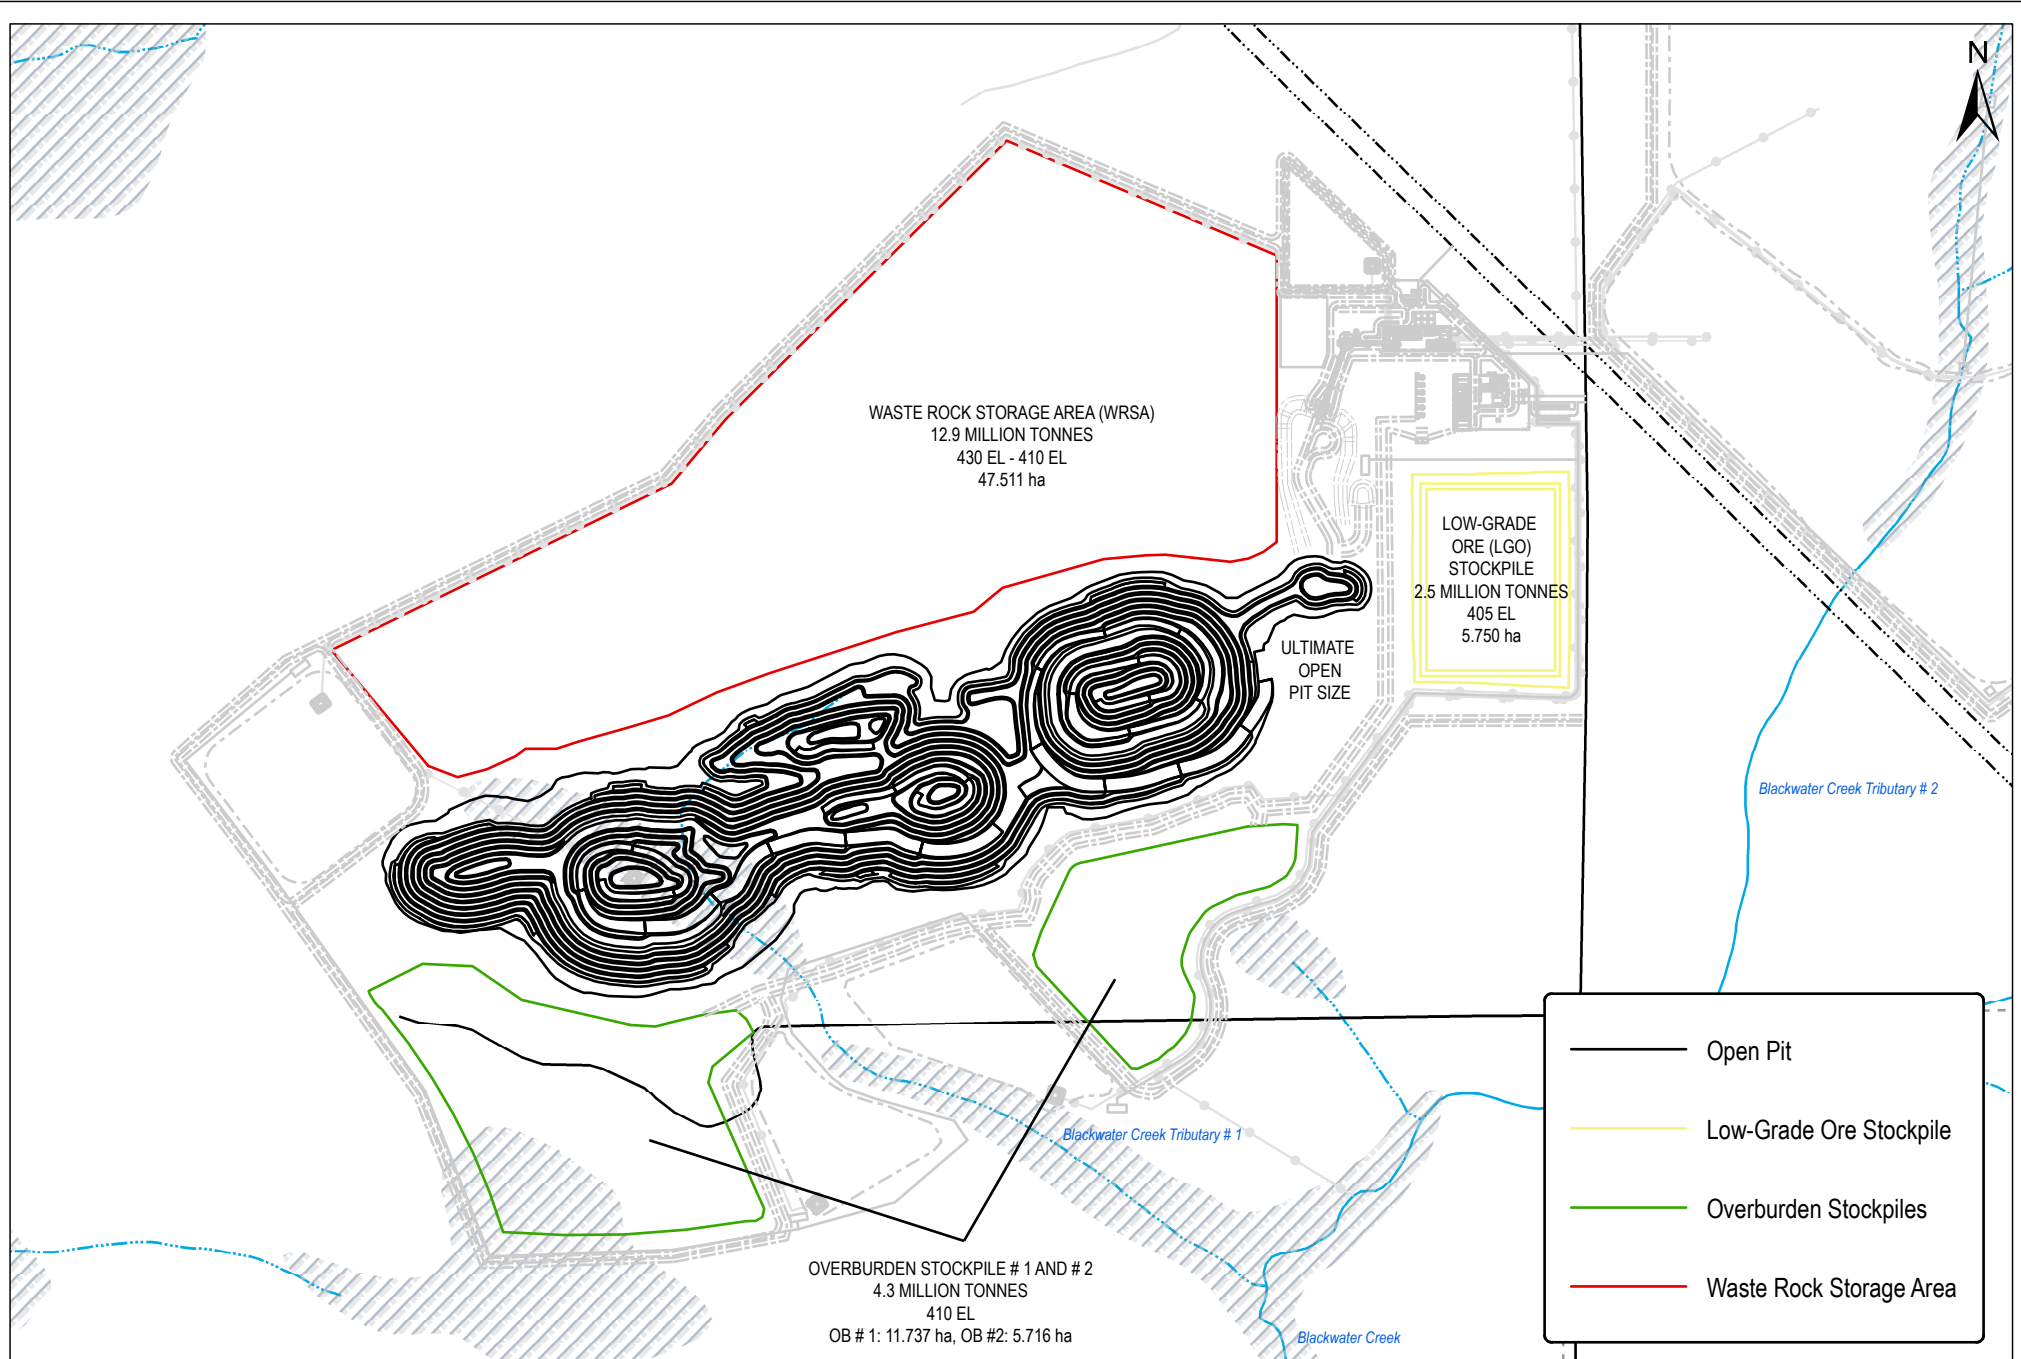 N
WASTE ROCK STORAGE AREA (WRSA)
12.9 MILLION TONNES
430 EL - 410 EL
47.511 ha
LOW-GRADE
ORE (LGO)
STOCKPILE
2.5 MILLION TONNES
405 EL
5.750 ha
ULTIMATE
OPEN
PIT SIZE
Blackwater Creek Tributary # 2
Blackwater Creek Tributary # 1
OVERBURDEN STOCKPILE # 1 AND # 2
4.3 MILLION TONNES
410 EL
OB # 1: 11.737 ha, OB #2: 5.716 ha
Blackwater Creek
Open Pit
Low-Grade Ore Stockpile
Overburden Stockpiles
Waste Rock Storage Area